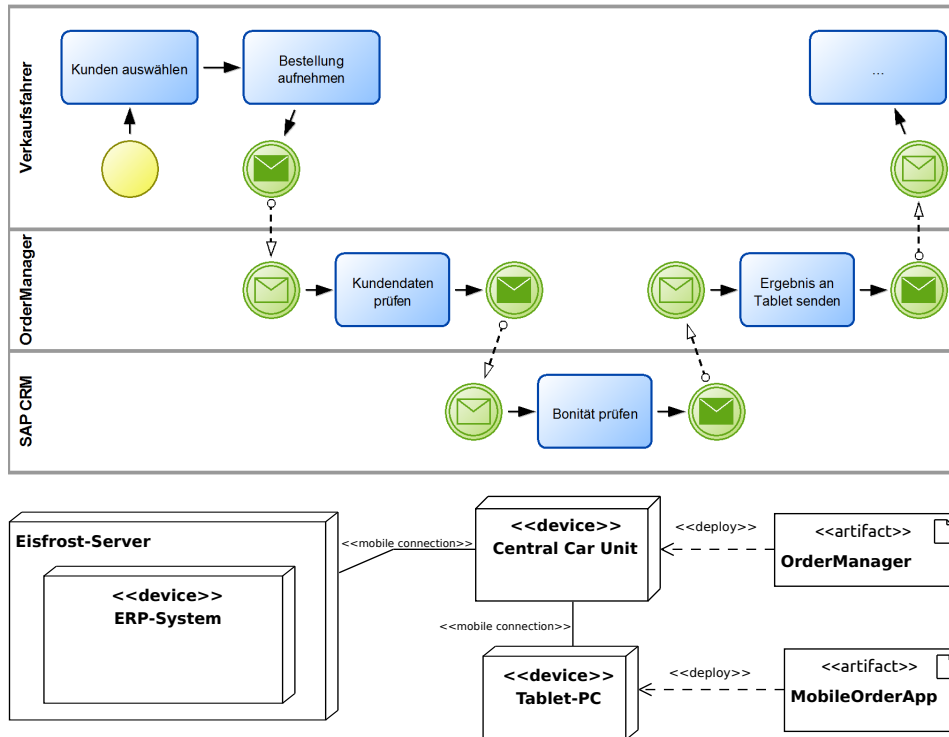 Verkaufsfahrer
Kunden auswählen
Bestellung
aufnehmen
...
OrderManager
Kundendaten
prüfen
Ergebnis an
Tablet senden
SAP CRM
Bonität prüfen
Eisfrost-Server
<<device>>
ERP-System
<<mobile connection>>
<<device>>
Central Car Unit
<<deploy>>
<<artifact>>
OrderManager
<<mobile connection>>
<<device>>
Tablet-PC
<<deploy>>
<<artifact>>
MobileOrderApp